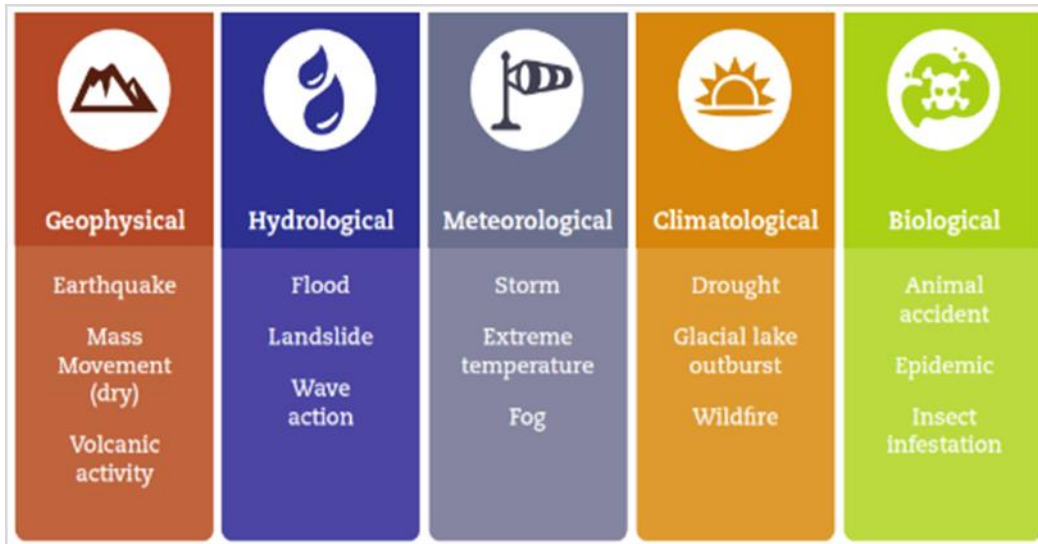 Geophysical
Earthquake
Mass
Movement
(dry)
Volcanic
activity
Hydrological
Flood
Landslide
Wave
action
Meteorological
Storm
Extreme
temperature
Fog
Climatological
Drought
Glacial lake
outburst
Wildfire
Biological
Animal
accident
Epidemic
Insect
infestation